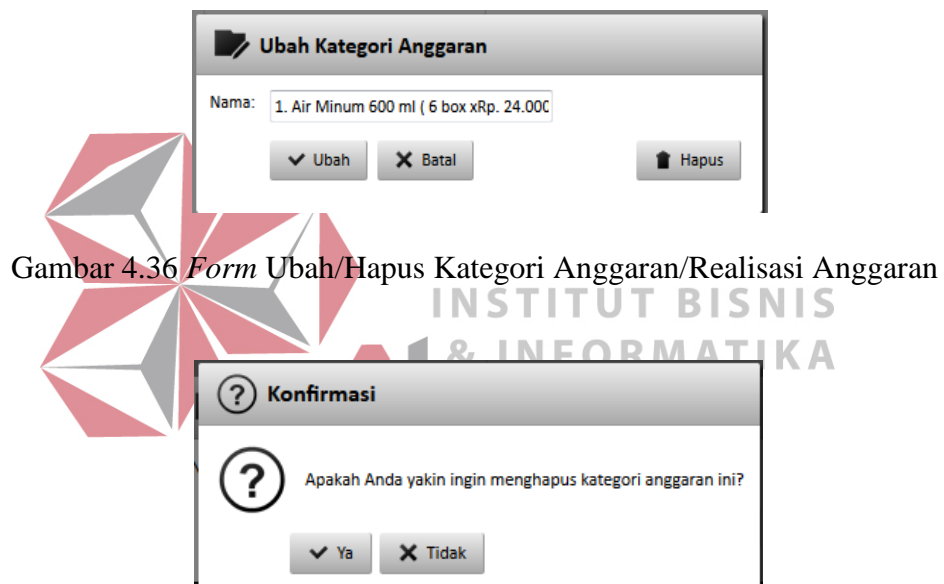 Ubah Kategori Anggaran
Nama: 1. Air Minum 600 ml ( 6 box xRp. 24.000
Ubah Batal Hapus
Gambar 4.36 Form Ubah/Hapus Kategori Anggaran/Realisasi Anggaran
INSTITUT BISNIS
& INFORMATIKA
Konfirmasi
Apakah Anda yakin ingin menghapus kategori anggaran ini?
Ya Tidak